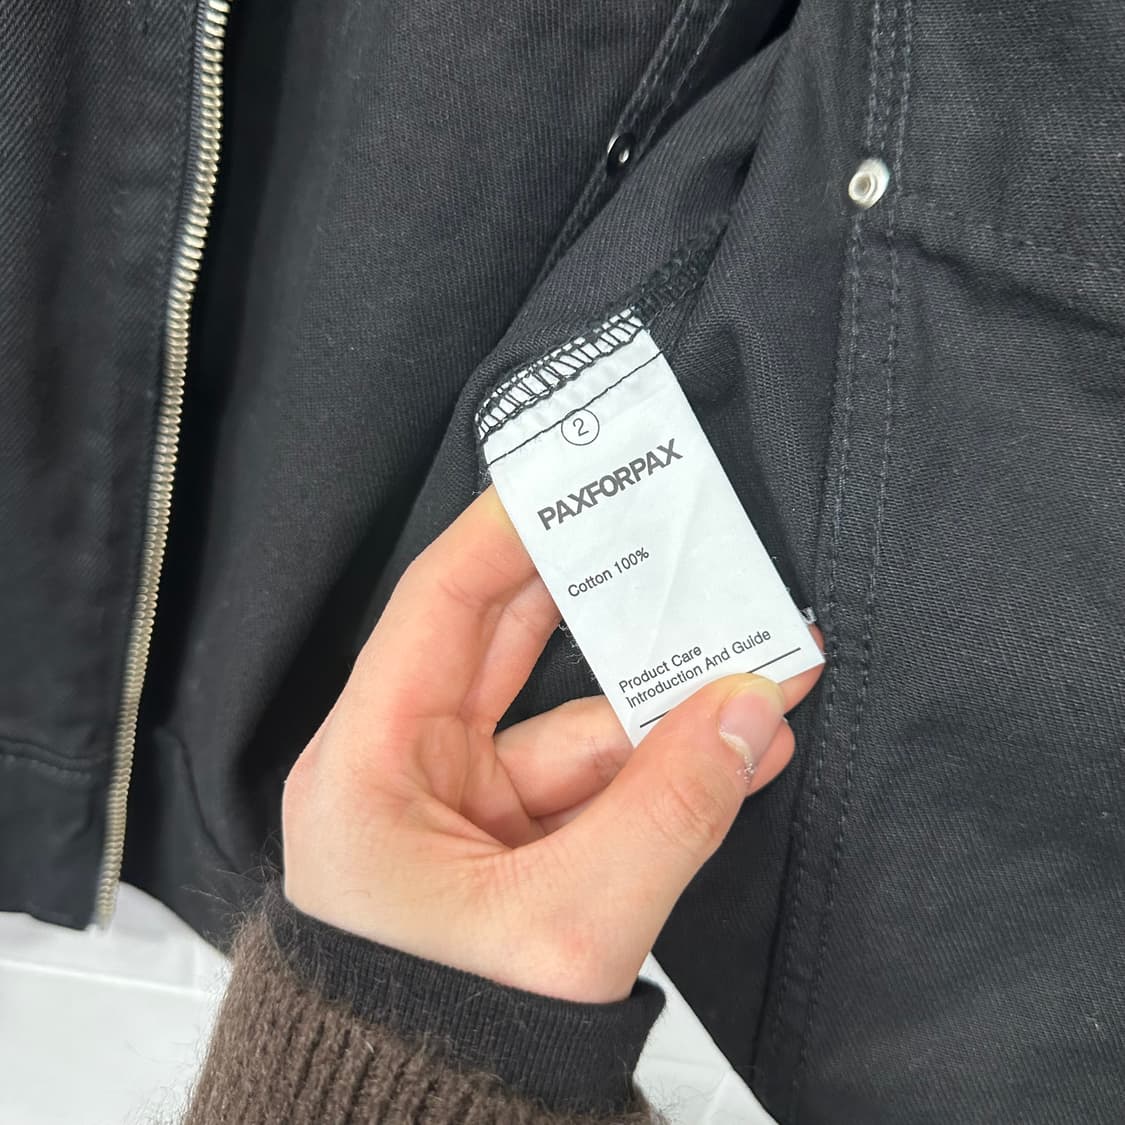 2
PAXFORPAX
Cotton 100%
Product Care
Introduction And Guide